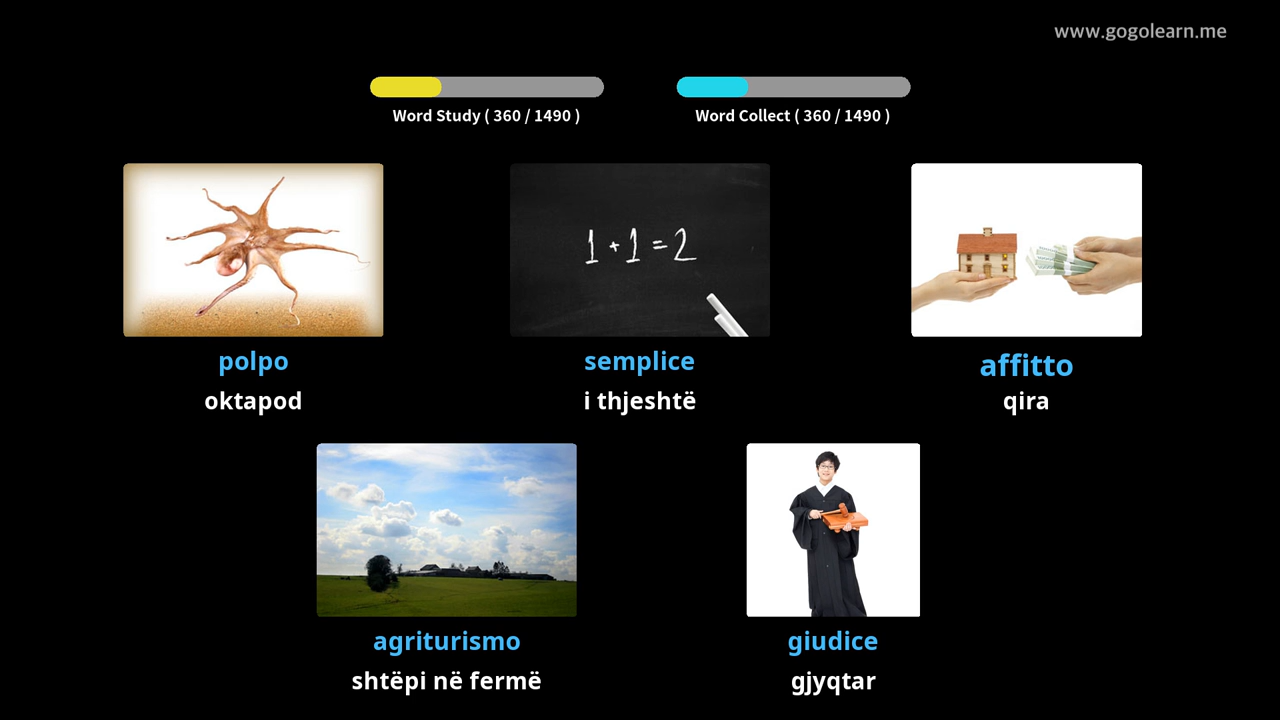 www.gogolearn.me
Word Study ( 360 / 1490 )
Word Collect ( 360 / 1490 )
1 + 1 = 2
polpo
oktapod
semplice
i thjeshtë
affitto
qira
agriturismo
shtëpi në fermë
giudice
gjyqtar